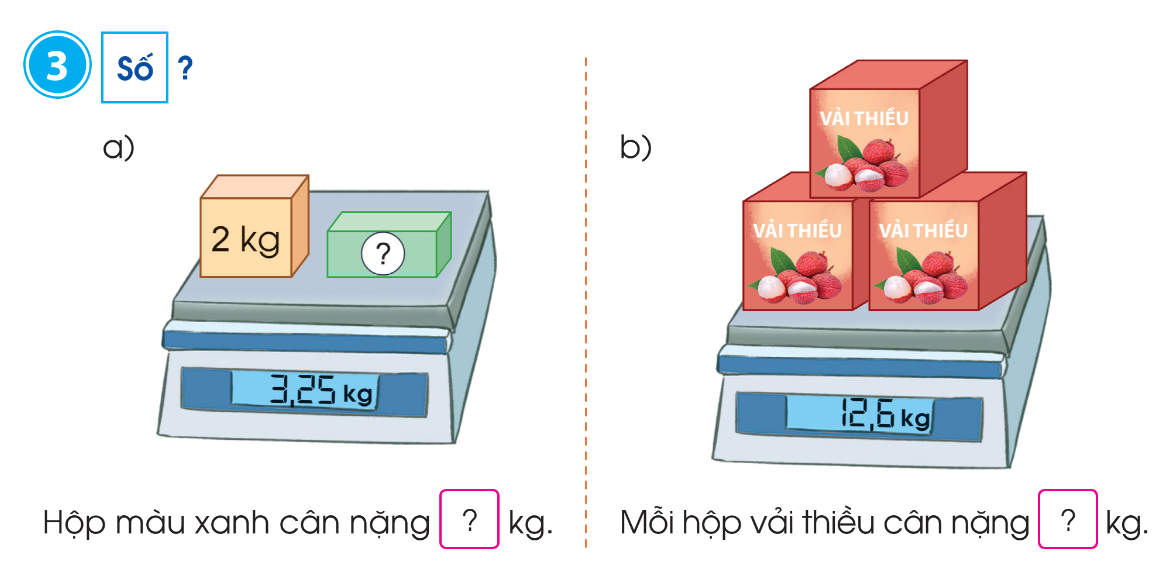 3 Số ?
a)
2 kg
?
3,25 kg
Hộp màu xanh cân nặng ? kg.
b)
VẢI THIỀU
VẢI THIỀU VẢI THIỀU
12,6 kg
Mỗi hộp vải thiều cân nặng ? kg.